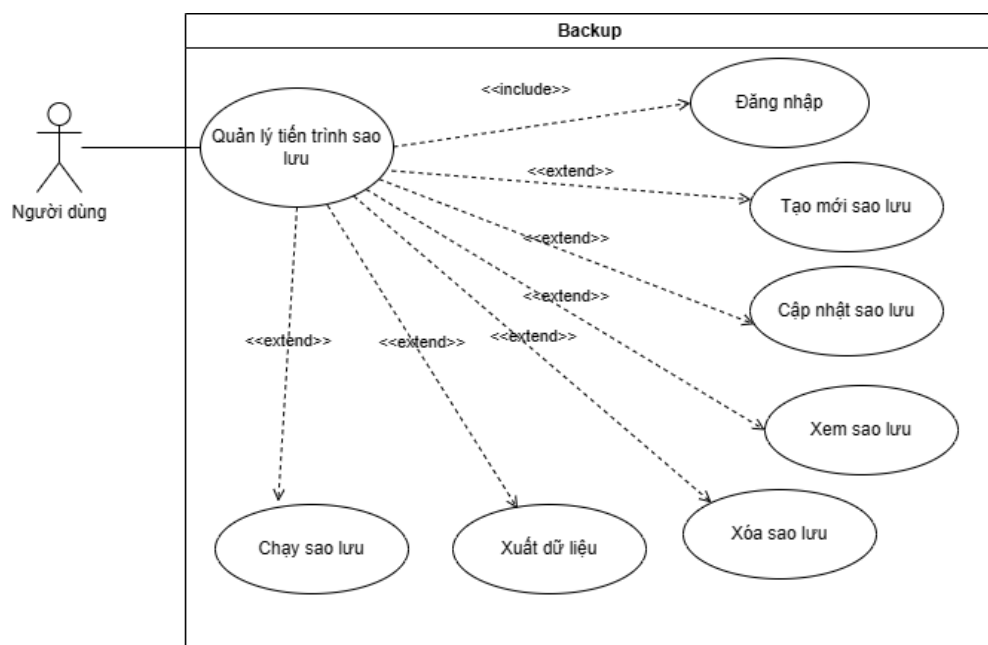 Backup
<<include>>
Đăng nhập
Quản lý tiến trình sao
lưu
<<extend>>
Tạo mới sao lưu
Người dùng
<<extend>>
Cập nhật sao lưu
<<extend>>
<<extend>>
<<extend>>
<<extend>>
Xem sao lưu
Chạy sao lưu
Xuất dữ liệu
Xóa sao lưu